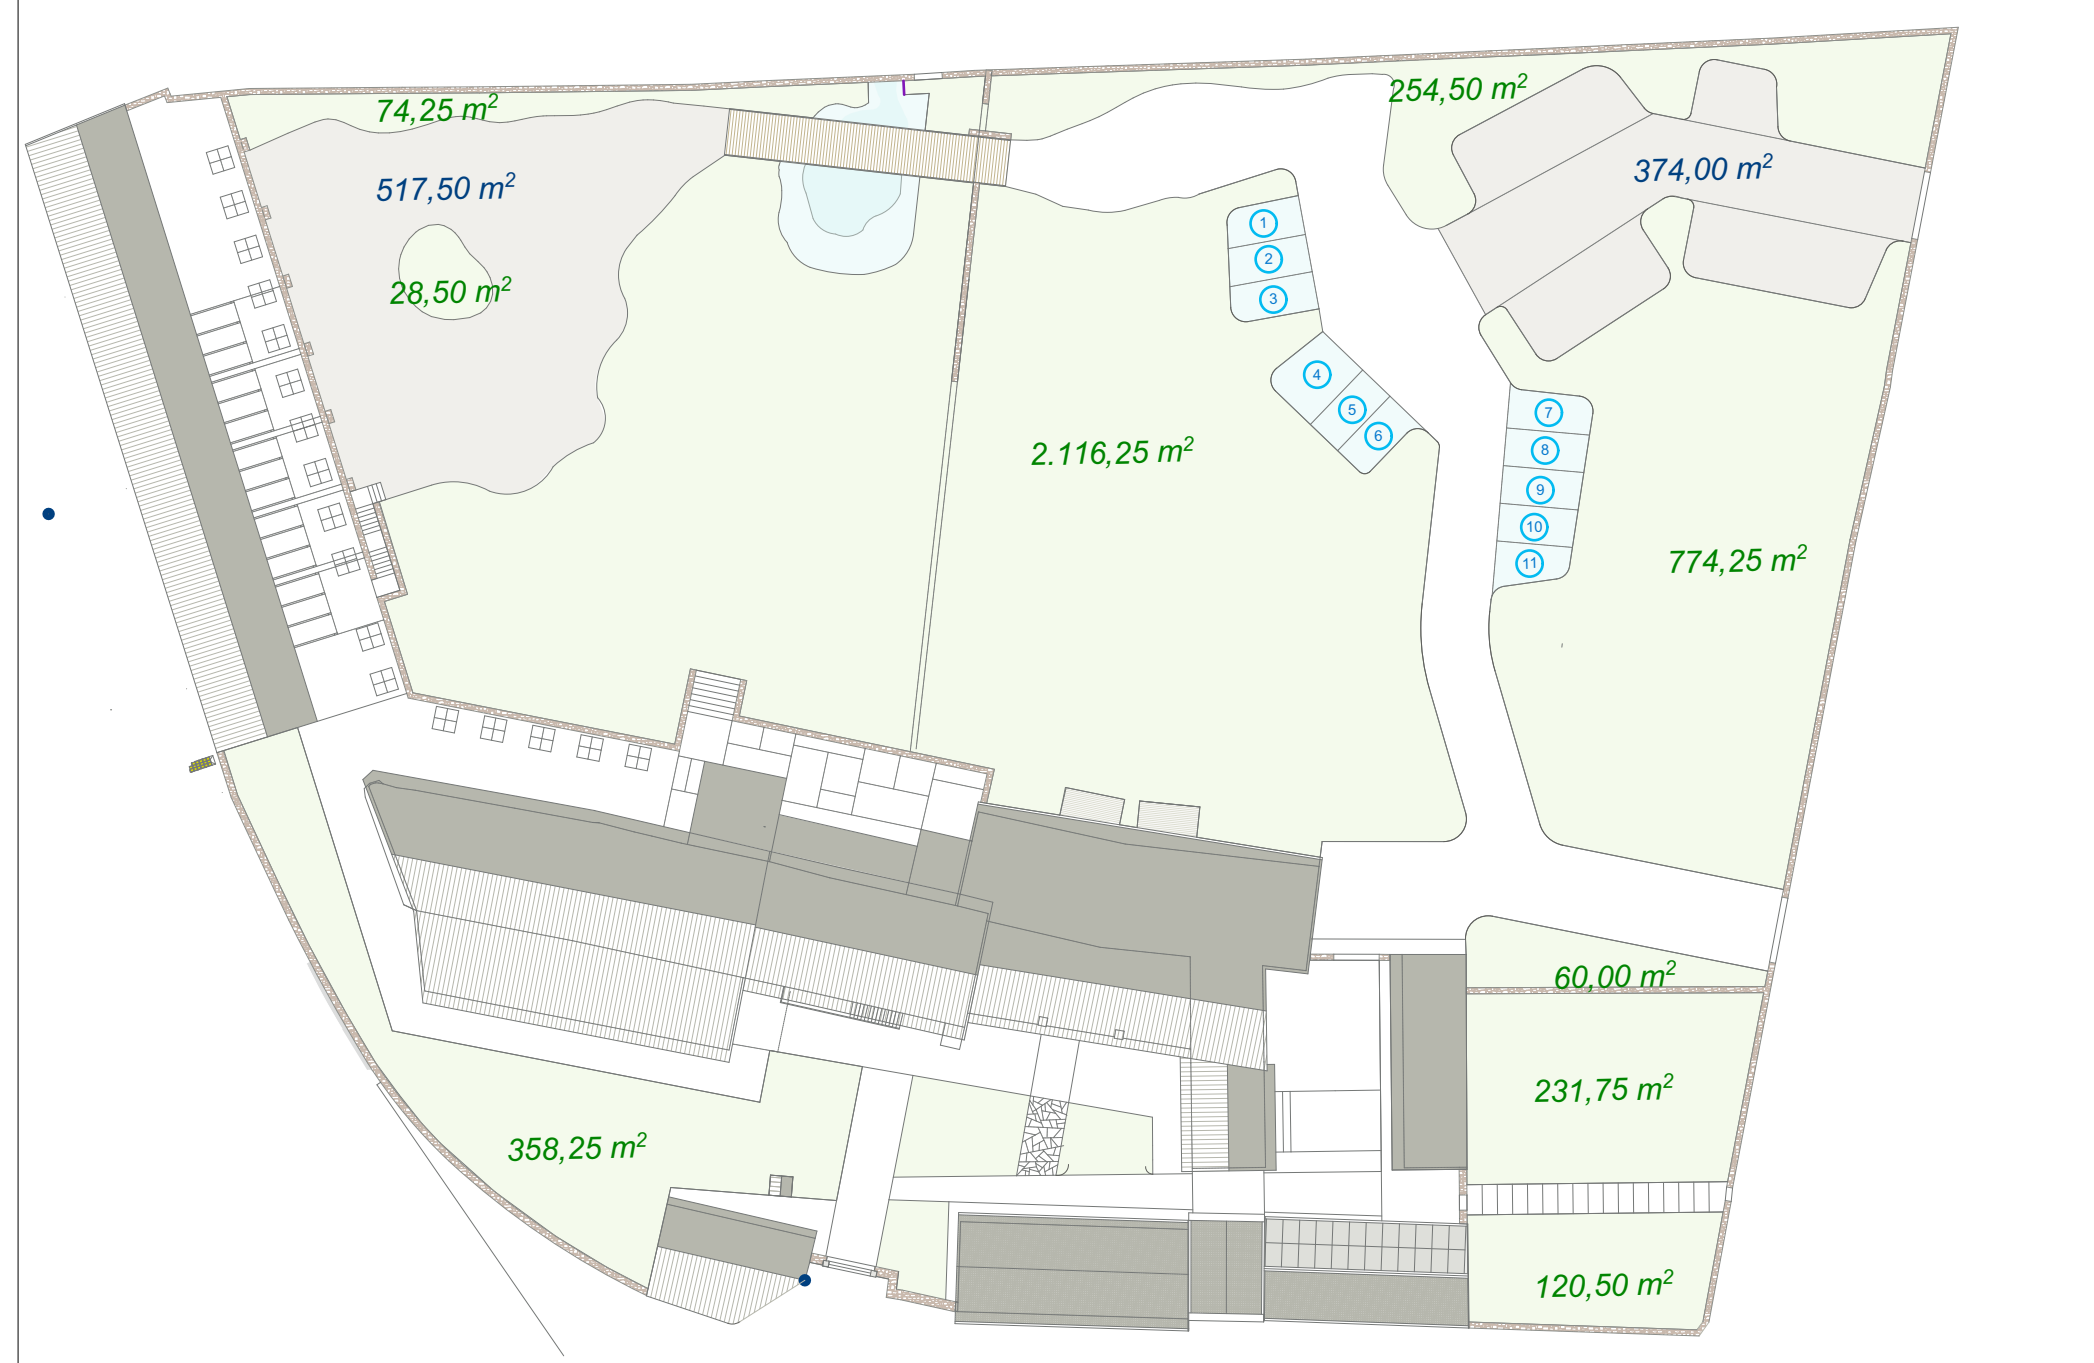 254,50 m²
74,25 m²
374,00 m²
517,50 m²
1
2
28,50 m²
3
4
5
7
6
2.116,25 m²
8
9
10
774,25 m²
11
60,00 m²
231,75 m²
358,25 m²
120,50 m²